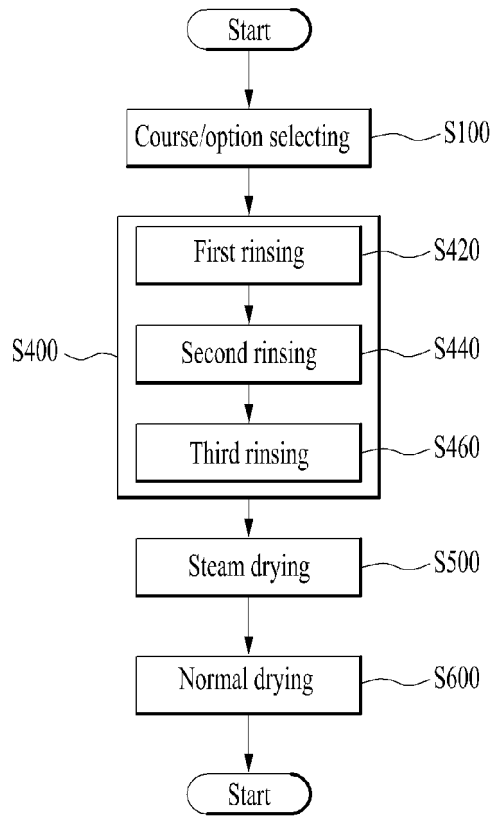 Start
Course/option selecting
S100
First rinsing
S420
S400
Second rinsing
S440
Third rinsing
S460
Steam drying
S500
Normal drying
S600
Start